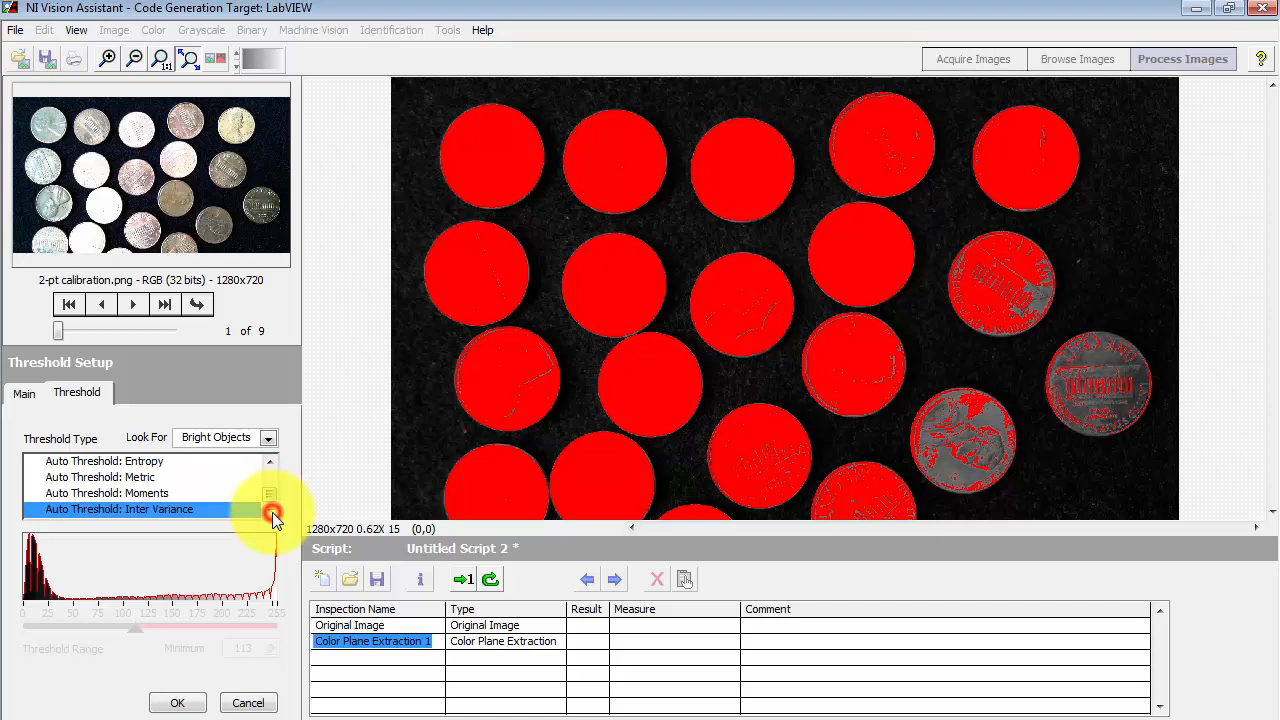 NI Vision Assistant - Code Generation Target: LabVIEW
File Edit View Image Color Grayscale Binary Machine Vision Identification Tools Help
1:1
Acquire Images Browse Images Process Images ?
2-pt calibration.png - RGB (32 bits) - 1280x720
1 of 9
Threshold Setup
Main Threshold
Threshold Type Look For Bright Objects
Auto Threshold: Entropy
Auto Threshold: Metric
Auto Threshold: Moments
Auto Threshold: Inter Variance
0 25 50 75 100 125 150 175 200 225 255
Threshold Range Minimum 113
OK Cancel
1280x720 0.62X 15 (0,0)
Script: Untitled Script 2 *
Inspection Name Type Result Measure Comment
Original Image Original Image
Color Plane Extraction 1 Color Plane Extraction